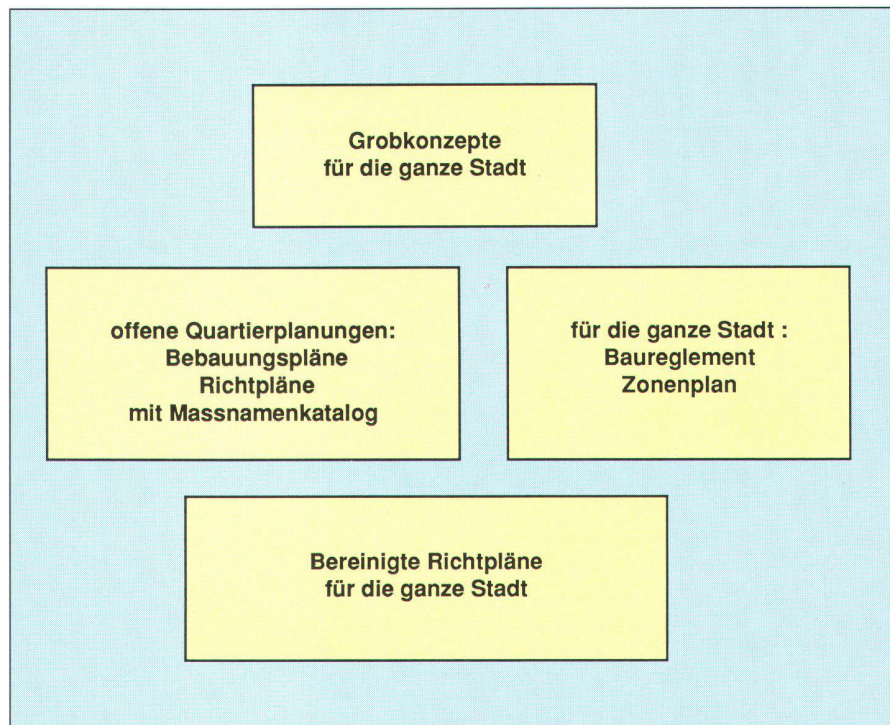 Grobkonzepte
für die ganze Stadt
offene Quartierplanungen:
Bebauungspläne
Richtpläne
mit Massnamenkatalog
für die ganze Stadt :
Baureglement
Zonenplan
Bereinigte Richtpläne
für die ganze Stadt